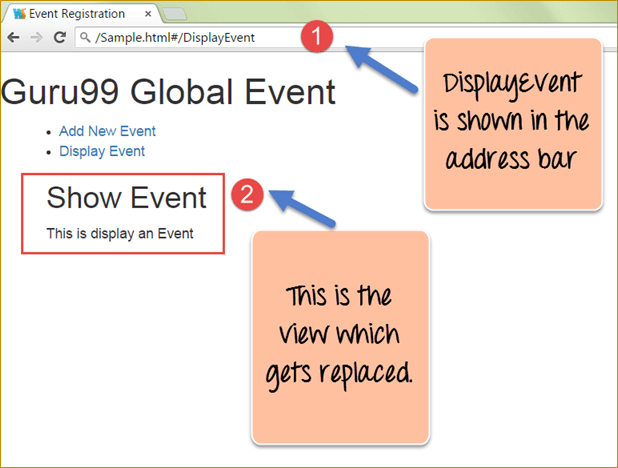 Event Registration
/Sample.html#/DisplayEvent
1
DisplayEvent
is shown in the
address bar
Guru99 Global Event
Add New Event
Display Event
Show Event
2
This is display an Event
This is the
view which
gets replaced.